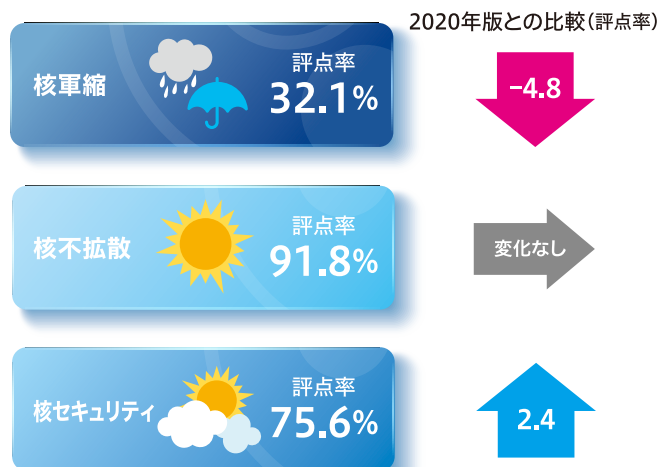 2020年版との比較(評点率)
核軍縮
評点率
32.1%
-4.8
核不拡散
評点率
91.8%
変化なし
核セキュリティ
評点率
75.6%
2.4